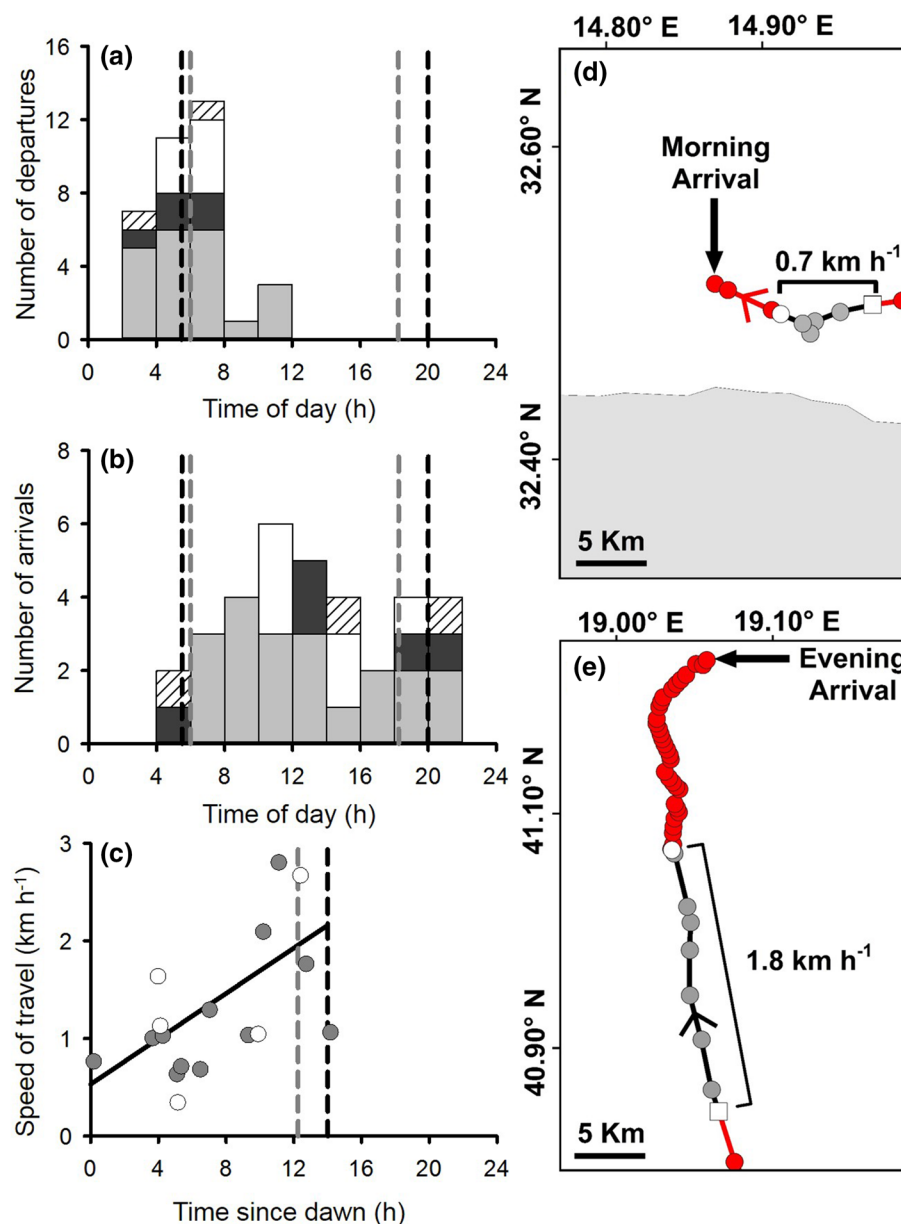 (a)
Number of departures
16
12
8
4
0
0 4 8 12 16 20 24
Time of day (h)
(b)
Number of arrivals
8
6
4
2
0
0 4 8 12 16 20 24
Time of day (h)
(c)
Speed of travel (km h-1)
3
2
1
0
0 4 8 12 16 20 24
Time since dawn (h)
14.80° E 14.90° E
(d)
32.60° N
Morning
Arrival
0.7 km h-1
32.40° N
5 Km
19.00° E 19.10° E
(e)
Evening
Arrival
41.10° N
1.8 km h-1
40.90° N
5 Km